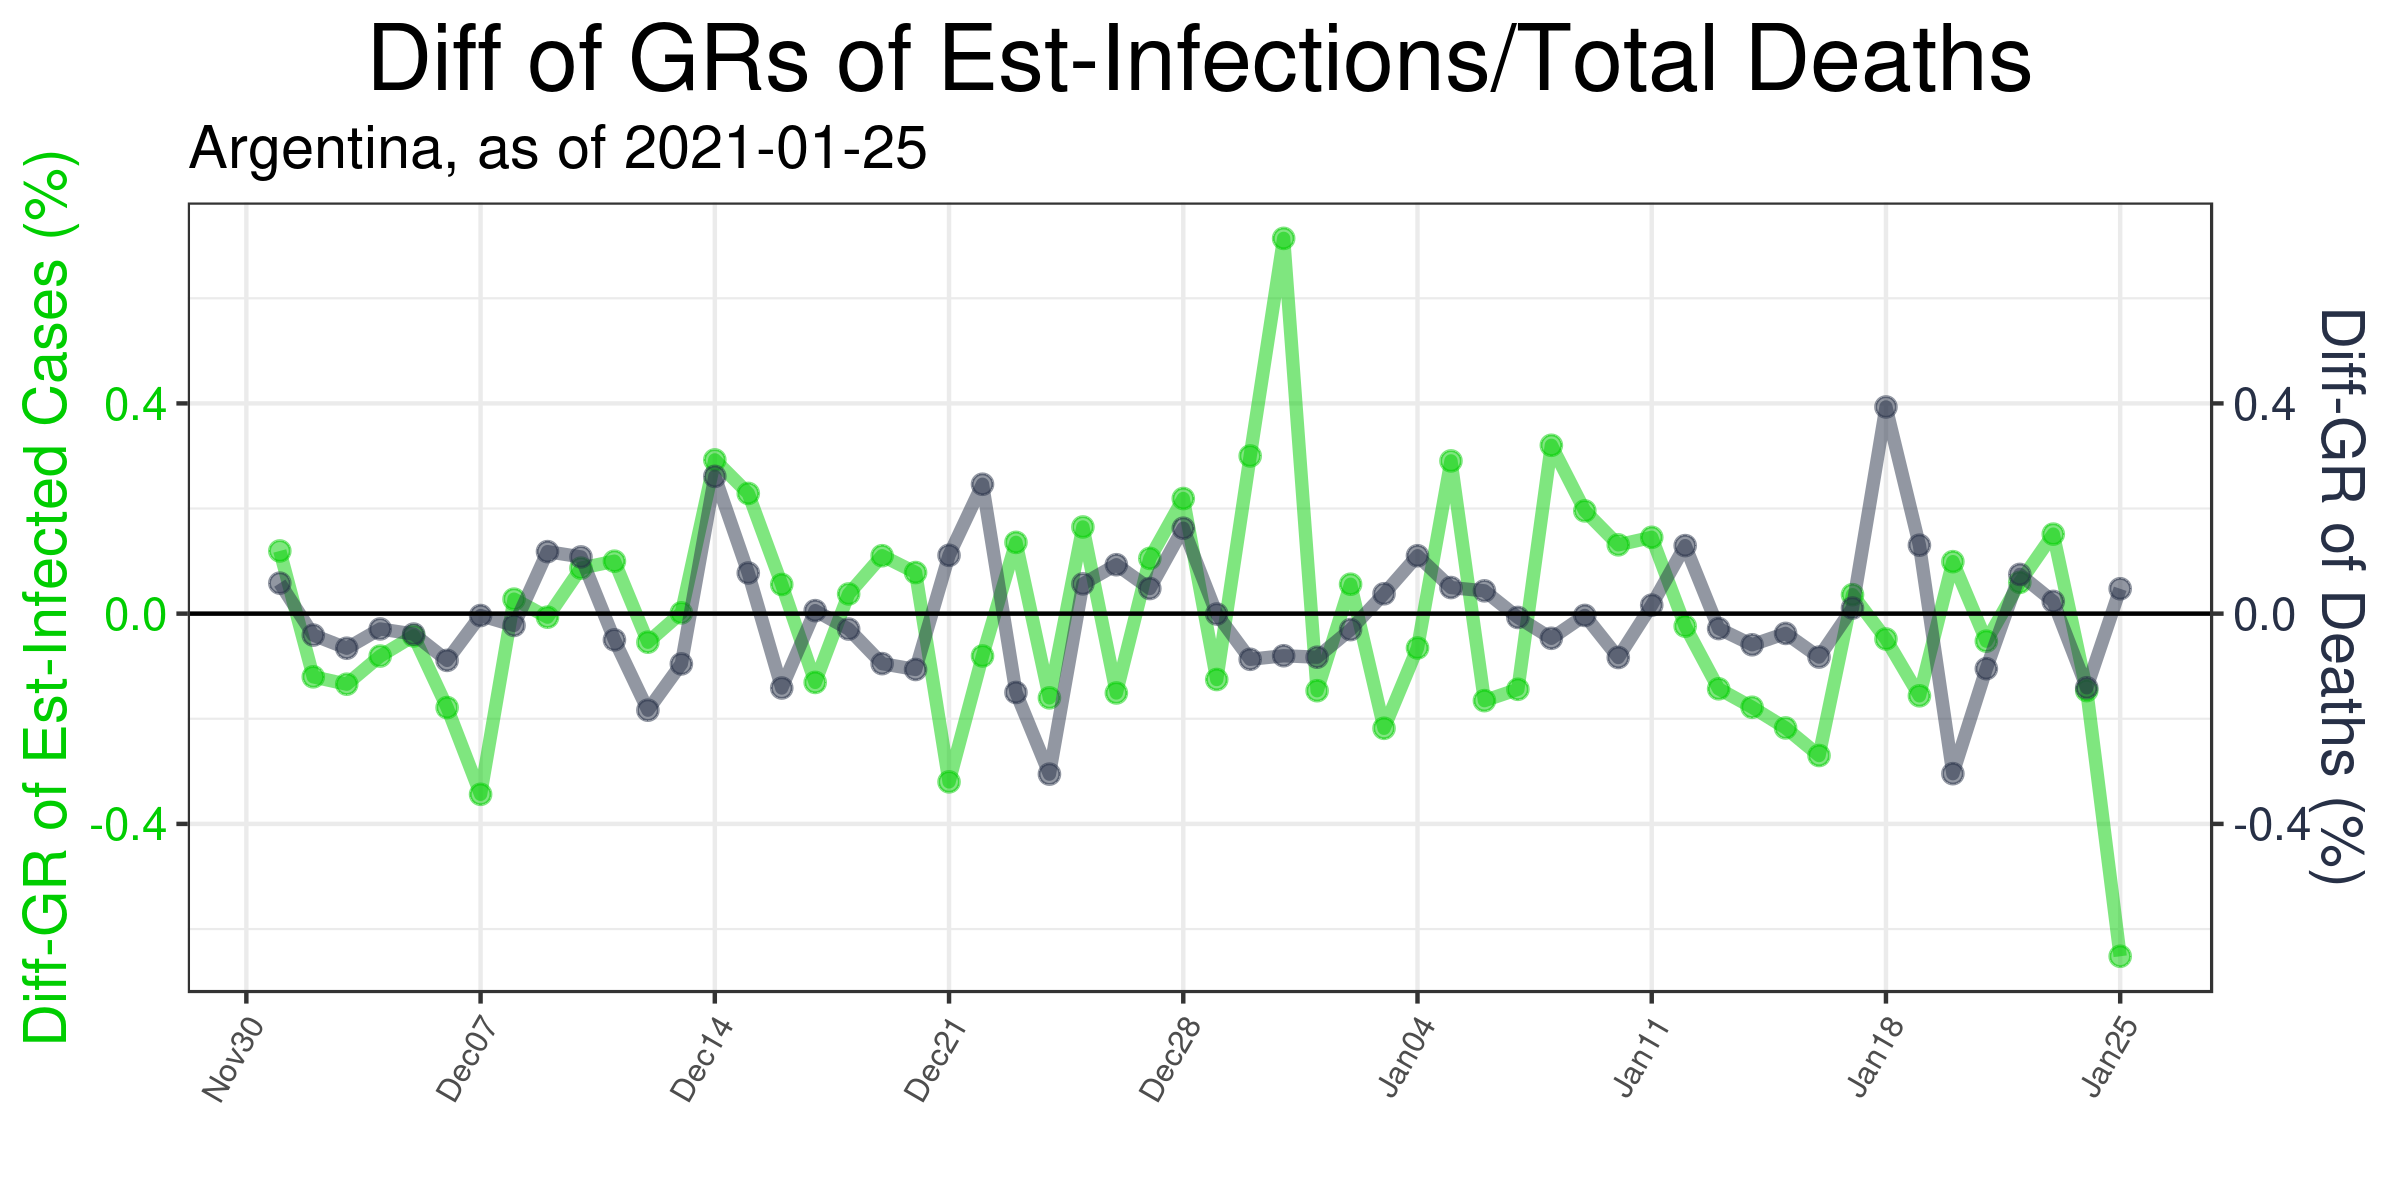 Diff of GRs of Est-Infections/Total Deaths
Argentina, as of 2021-01-25
Diff-GR of Est-Infected Cases (%)
0.4
0.0
-0.4
0.4
0.0
-0.4
Diff-GR of Deaths (%)
Nov30
Dec07
Dec14
Dec21
Dec28
Jan04
Jan11
Jan18
Jan25